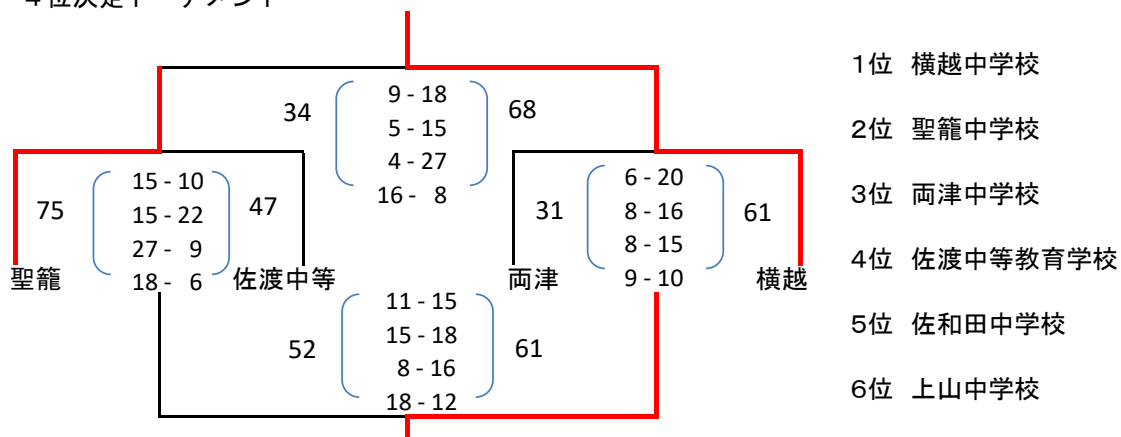 4位決定トーナメント
34
9 - 18
5 - 15
4 - 27
16 - 8
68
75
15 - 10
15 - 22
27 - 9
18 - 6
47
31
6 - 20
8 - 16
8 - 15
9 - 10
61
聖籠
佐渡中等
両津
横越
52
11 - 15
15 - 18
8 - 16
18 - 12
61
1位 横越中学校
2位 聖籠中学校
3位 両津中学校
4位 佐渡中等教育学校
5位 佐和田中学校
6位 上山中学校